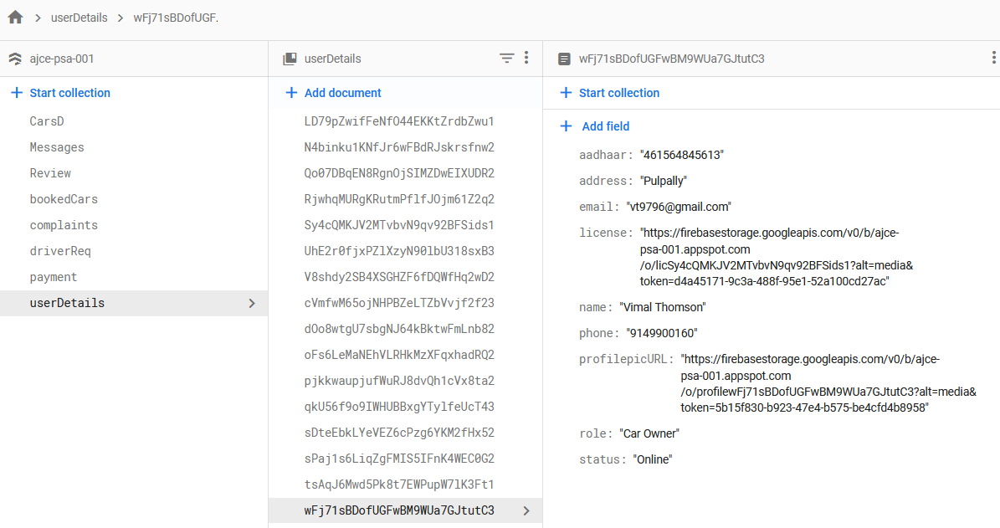 userDetails
wFj71sBDofUGF.
ajce-psa-001
Start collection
CarsD
Messages
Review
bookedCars
complaints
driverReq
payment
userDetails
userDetails
Add document
LD79pZwifFeNfO44EKKtZrdbZwu1
N4binku1KNfJr6wFBdRJskrsfnw2
Qo07DBqEN8RgnOjSIMZDwEIXUDR2
RjwhqMURgKRutmPflfJOjm61Z2q2
Sy4cQMKJV2MTvbvN9qv92BFSids1
UhE2r0fjxPZlXzyN90lbU318sxB3
V8shdy2SB4XSGHZF6fDQWfHq2wD2
cVmfwM65ojNHPBZeLTZbVvjf2f23
dOo8wtgU7sbgNJ64kBktwFmLnb82
oFs6LeMaNEhVLRHkMzXFqxhadRQ2
pjkkwaupjufWuRJ8dvQh1cVx8ta2
qkU56f9o9IWHUBBxgYTylfeUcT43
sDteEbkLYeVEZ6cPzg6YKM2fHx52
sPaj1s6LiqZgFMIS5IFnK4WEC0G2
tsAqJ6Mwd5Pk8t7EWPupW7lK3Ft1
wFj71sBDofUGFwBM9WUa7GJtutC3
wFj71sBDofUGFwBM9WUa7GJtutC3
Start collection
Add field
aadhaar: "461564845613"
address: "Pulpally"
email: "vt9796@gmail.com"
license: "https://firebasestorage.googleapis.com/v0/b/ajce-
psa-001.appspot.com
/o/licSy4cQMKJV2MTvbvN9qv92BFSids1?alt=media&
token=d4a45171-9c3a-488f-95e1-52a100cd27ac"
name: "Vimal Thomson"
phone: "9149900160"
profilepicURL: "https://firebasestorage.googleapis.com/v0/b/ajce-
psa-001.appspot.com
/o/profilewFj71sBDofUGFwBM9WUa7GJtutC3?alt=media&
token=5b15f830-b923-47e4-b575-be4cfd4b8958"
role: "Car Owner"
status: "Online"